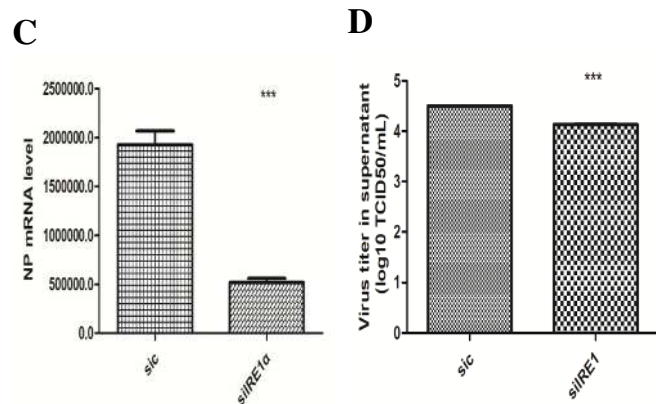 C
NP mRNA level
2500000.0
2000000.0
1500000.0
1000000.0
500000.0
0.0
***
sic
siIRE1α
D
Virus titer in supernatant
(log10 TCID50/mL)
5
4
3
2
1
0
***
sic
siIRE1